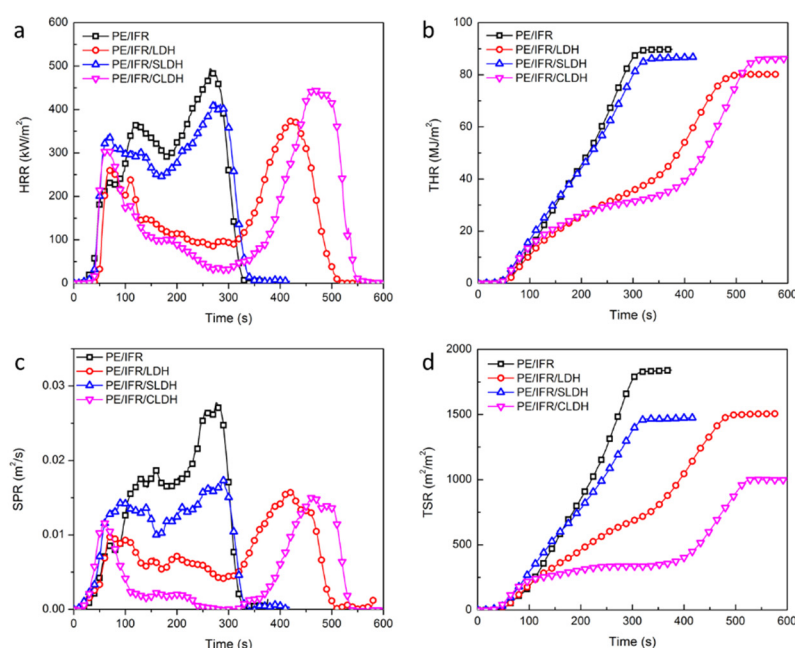 a
PE/IFR
PE/IFR/LDH
PE/IFR/SLDH
PE/IFR/CLDH
HRR (kW/m²)
600
500
400
300
200
100
0
0 100 200 300 400 500 600
Time (s)
b
PE/IFR
PE/IFR/LDH
PE/IFR/SLDH
PE/IFR/CLDH
THR (MJ/m²)
100
80
60
40
20
0
0 100 200 300 400 500 600
Time (s)
c
PE/IFR
PE/IFR/LDH
PE/IFR/SLDH
PE/IFR/CLDH
SPR (m²/s)
0.03
0.02
0.01
0.00
0 100 200 300 400 500 600
Time (s)
d
PE/IFR
PE/IFR/LDH
PE/IFR/SLDH
PE/IFR/CLDH
TSR (m²/m²)
2000
1500
1000
500
0
0 100 200 300 400 500 600
Time (s)